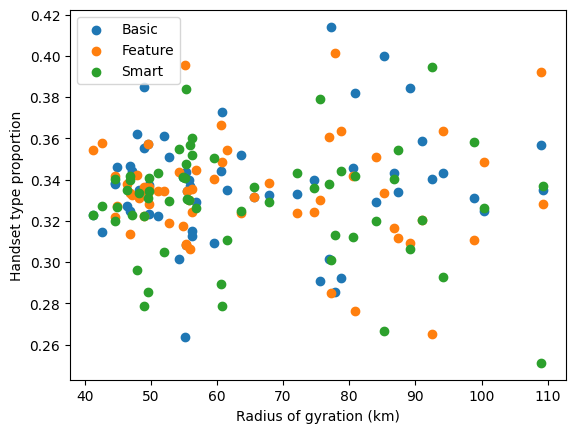 Basic
Feature
Smart
Handset type proportion
0.42
0.40
0.38
0.36
0.34
0.32
0.30
0.28
0.26
40 50 60 70 80 90 100 110
Radius of gyration (km)